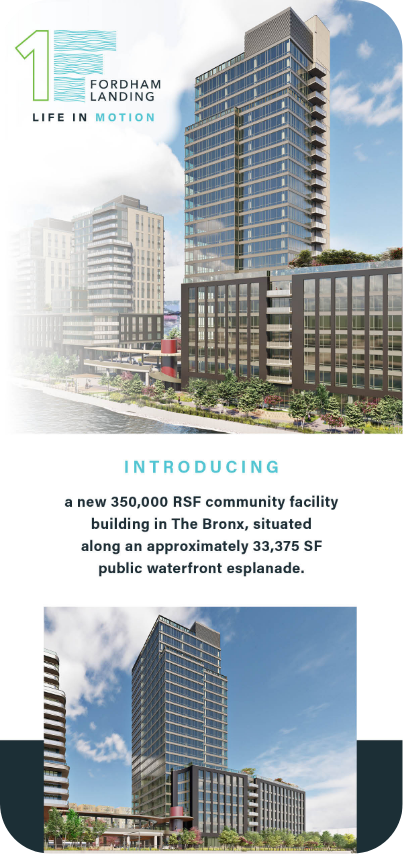 1F
FORDHAM
LANDING
LIFE IN MOTION
INTRODUCING
a new 350,000 RSF community facility
building in The Bronx, situated
along an approximately 33,375 SF
public waterfront esplanade.